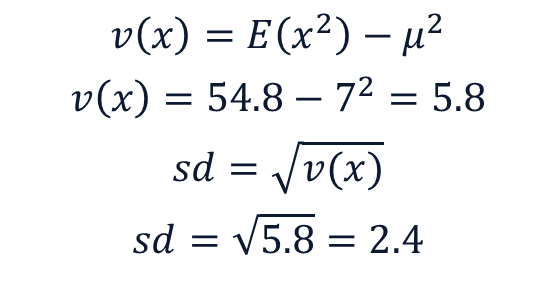 v(x) = E(x²) − μ²
v(x) = 54.8 − 7² = 5.8
sd = √v(x)
sd = √5.8 = 2.4